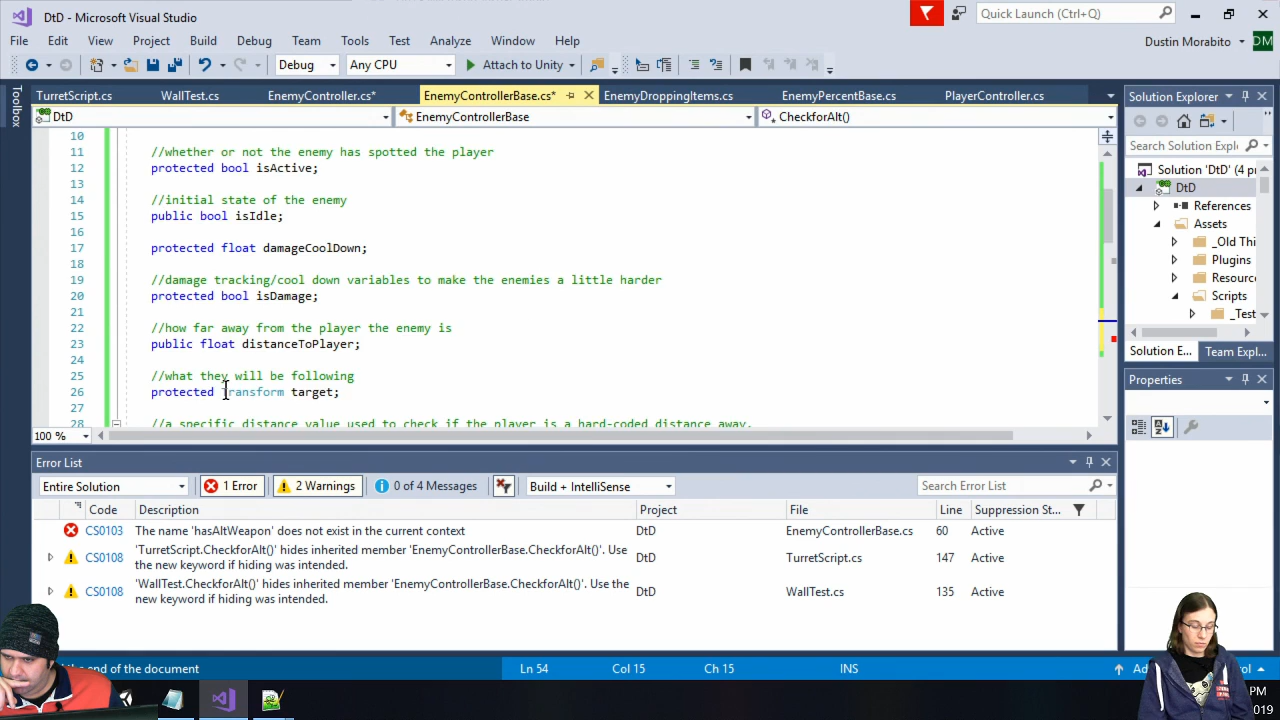 DtD - Microsoft Visual Studio
Quick Launch (Ctrl+Q)
File Edit View Project Build Debug Team Tools Test Analyze Window Help
Dustin Morabito DM
Debug Any CPU Attach to Unity
Toolbox
TurretScript.cs WallTest.cs EnemyController.cs* EnemyControllerBase.cs* EnemyDroppingItems.cs EnemyPercentBase.cs PlayerController.cs
DtD EnemyControllerBase CheckforAlt()
10
11 //whether or not the enemy has spotted the player
12 protected bool isActive;
13
14 //initial state of the enemy
15 public bool isIdle;
16
17 protected float damageCoolDown;
18
19 //damage tracking/cool down variables to make the enemies a little harder
20 protected bool isDamage;
21
22 //how far away from the player the enemy is
23 public float distanceToPlayer;
24
25 //what they will be following
26 protected Transform target;
27
28 //a specific distance value used to check if the player is a hard-coded distance away.
100 %
Solution Explorer
Search Solution Expl
Solution 'DtD' (4 p
DtD
References
Assets
_Old Thi
Plugins
Resourc
Scripts
_Test
Solution E... Team Expl...
Properties
Error List
Entire Solution 1 Error 2 Warnings 0 of 4 Messages Build + IntelliSense Search Error List
Code Description Project File Line Suppression St...
CS0103 The name 'hasAltWeapon' does not exist in the current context DtD EnemyControllerBase.cs 60 Active
CS0108 'TurretScript.CheckforAlt()' hides inherited member 'EnemyControllerBase.CheckforAlt()'. Use the new keyword if hiding was intended. DtD TurretScript.cs 147 Active
CS0108 'WallTest.CheckforAlt()' hides inherited member 'EnemyControllerBase.CheckforAlt()'. Use the new keyword if hiding was intended. DtD WallTest.cs 135 Active
the end of the document Ln 54 Col 15 Ch 15 INS
PM
2019